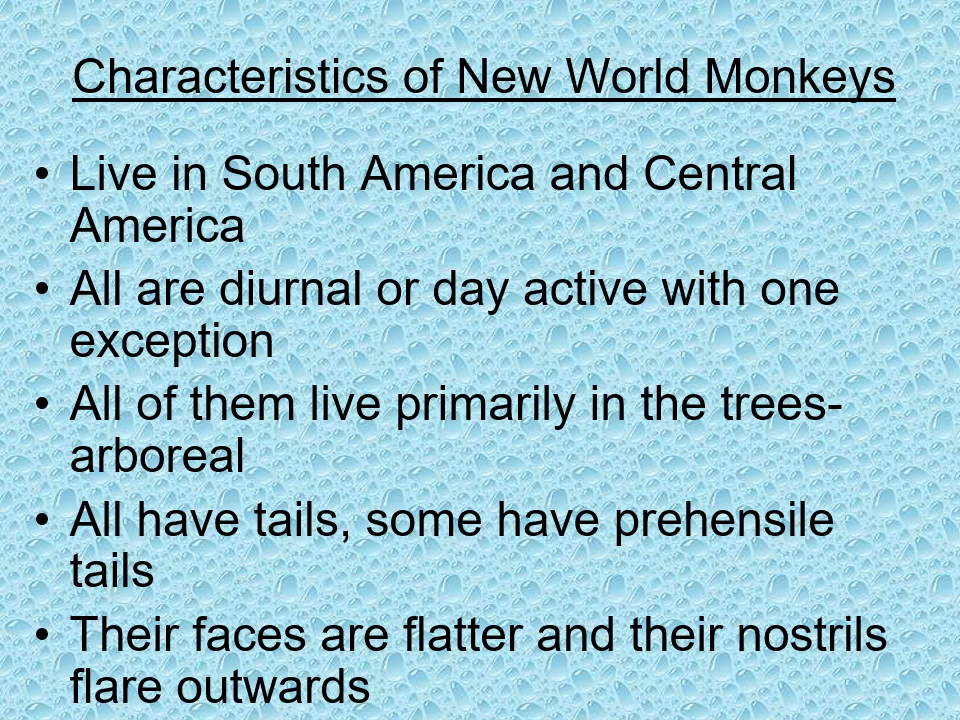 Characteristics of New World Monkeys
• Live in South America and Central
America
• All are diurnal or day active with one
exception
• All of them live primarily in the trees-
arboreal
• All have tails, some have prehensile
tails
• Their faces are flatter and their nostrils
flare outwards